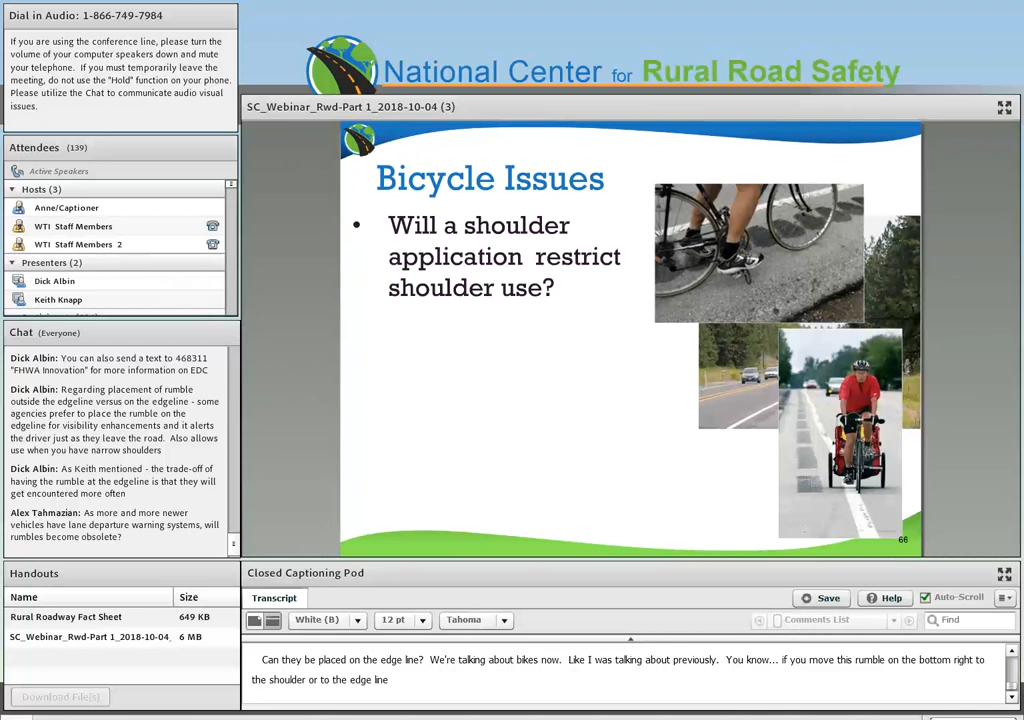 Dial in Audio: 1-866-749-7984
If you are using the conference line, please turn the
volume of your computer speakers down and mute
your telephone. If you must temporarily leave the
meeting, do not use the "Hold" function on your phone.
Please utilize the Chat to communicate audio visual
issues.
National Center for Rural Road Safety
Attendees (139)
Active Speakers
Hosts (3)
Anne/Captioner
WTI Staff Members
WTI Staff Members 2
Presenters (2)
Dick Albin
Keith Knapp
Chat (Everyone)
Dick Albin: You can also send a text to 468311
"FHWA Innovation" for more information on EDC
Dick Albin: Regarding placement of rumble
outside the edgeline versus on the edgeline - some
agencies prefer to place the rumble on the
edgeline for visibility enhancements and it alerts
the driver just as they leave the road. Also allows
use when you have narrow shoulders
Dick Albin: As Keith mentioned - the trade-off of
having the rumble at the edgeline is that they will
get encountered more often
Alex Tahmazian: As more and more newer
vehicles have lane departure warning systems, will
rumbles become obsolete?
Handouts
Name Size
Rural Roadway Fact Sheet 649 KB
SC_Webinar_Rwd-Part 1_2018-10-04_ 6 MB
Download File(s)
SC_Webinar_Rwd-Part 1_2018-10-04 (3)
Bicycle Issues
• Will a shoulder
application restrict
shoulder use?
66
Closed Captioning Pod
Transcript
Save
Help
Auto-Scroll
White (B)
12 pt
Tahoma
Comments List
Find
Can they be placed on the edge line? We're talking about bikes now. Like I was talking about previously. You know... if you move this rumble on the bottom right to
the shoulder or to the edge line